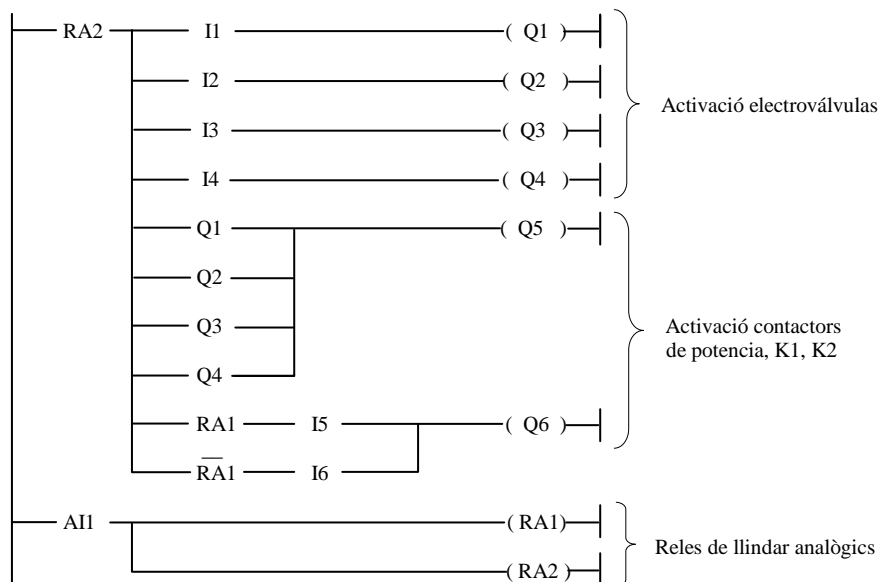 RA2 I1 ( Q1 )
I2 ( Q2 )
Activació electroválvulas
I3 ( Q3 )
I4 ( Q4 )
Q1 ( Q5 )
Q2
Q3
Activació contactors
de potencia, K1, K2
Q4
RA1 I5 ( Q6 )
R̅A̅1 I6
AI1 ( RA1)
Reles de llindar analògics
( RA2)